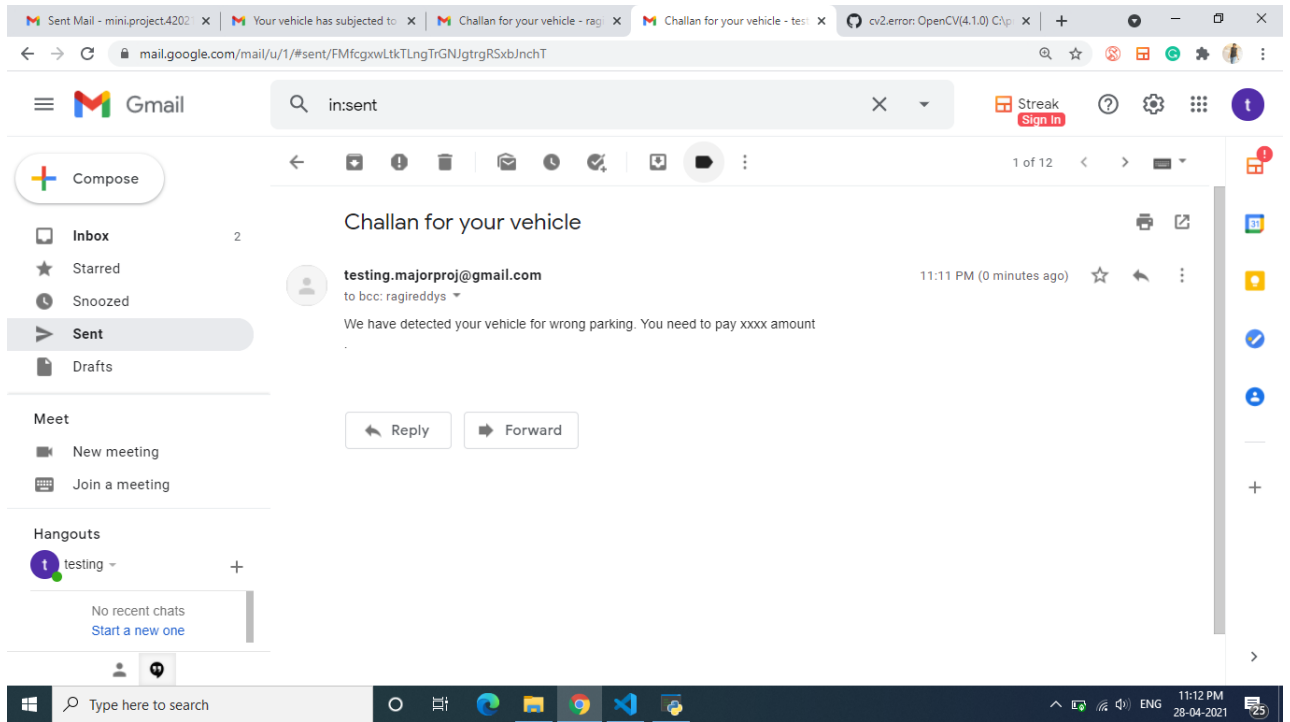 Sent Mail - mini.project.4202
Your vehicle has subjected to
Challan for your vehicle - ragi
Challan for your vehicle - test
cv2.error: OpenCV(4.1.0) C:\p
mail.google.com/mail/u/1/#sent/FMfcgxwLtkTLngTrGNJgtrgRSxbJnchT
Gmail
in:sent
Streak
Sign In
t
Compose
1 of 12
Inbox 2
Starred
Snoozed
Sent
Drafts
Challan for your vehicle
31
testing.majorproj@gmail.com 11:11 PM (0 minutes ago)
to bcc: ragireddys
We have detected your vehicle for wrong parking. You need to pay xxxx amount
.
Reply Forward
Meet
New meeting
Join a meeting
Hangouts
t testing
No recent chats
Start a new one
Type here to search
ENG
11:12 PM
28-04-2021
25